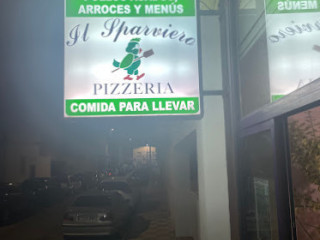 ARROCES Y MENÚS
Il Sparviero
PIZZERIA
COMIDA PARA LLEVAR